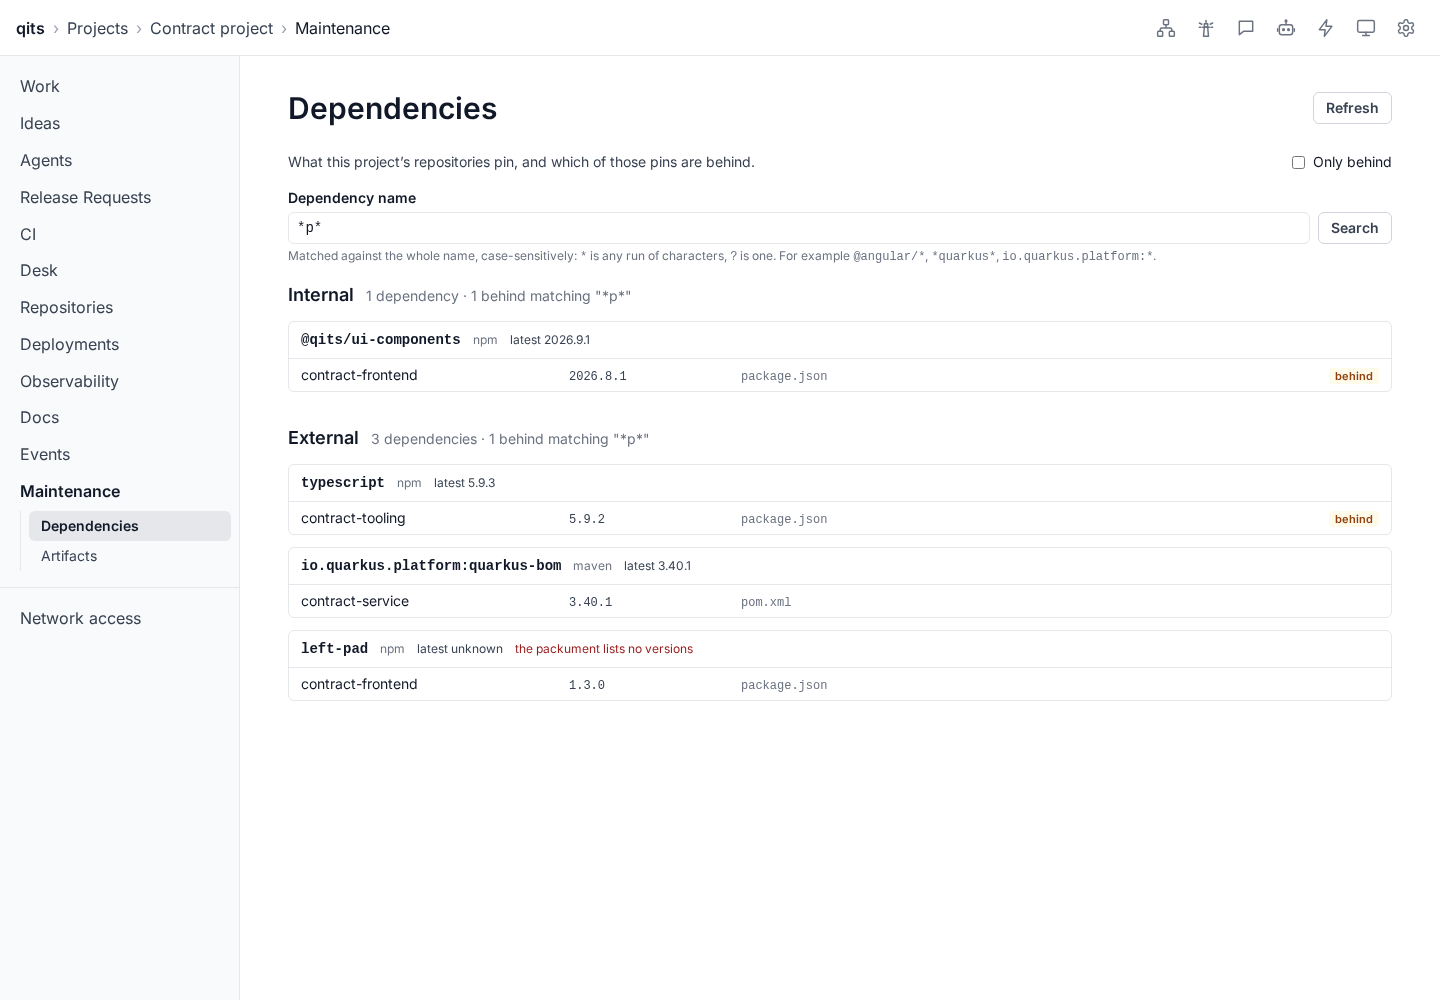 qits › Projects › Contract project › Maintenance
Work
Ideas
Agents
Release Requests
CI
Desk
Repositories
Deployments
Observability
Docs
Events
Maintenance
Dependencies
Artifacts
Network access
Dependencies
Refresh
What this project’s repositories pin, and which of those pins are behind.
Only behind
Dependency name
*p*
Search
Matched against the whole name, case-sensitively: * is any run of characters, ? is one. For example @angular/*, *quarkus*, io.quarkus.platform:*.
Internal 1 dependency · 1 behind matching "*p*"
@qits/ui-components npm latest 2026.9.1
contract-frontend 2026.8.1 package.json behind
External 3 dependencies · 1 behind matching "*p*"
typescript npm latest 5.9.3
contract-tooling 5.9.2 package.json behind
io.quarkus.platform:quarkus-bom maven latest 3.40.1
contract-service 3.40.1 pom.xml
left-pad npm latest unknown the packument lists no versions
contract-frontend 1.3.0 package.json